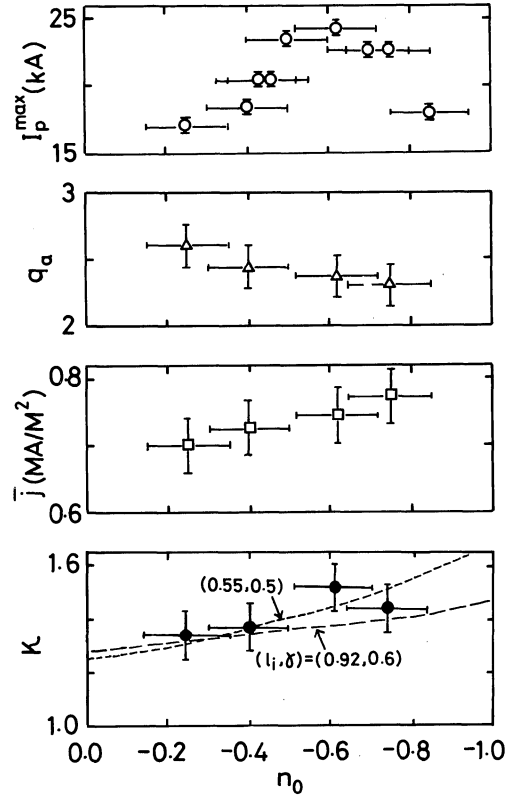 25
I_p^max (kA)
15
3
q_a
2
0.8
j̄ (MA/M²)
0.6
1.6
(0.55,0.5)
K
(l_i,γ)=(0.92,0.6)
1.0
0.0 -0.2 -0.4 -0.6 -0.8 -1.0
n_0